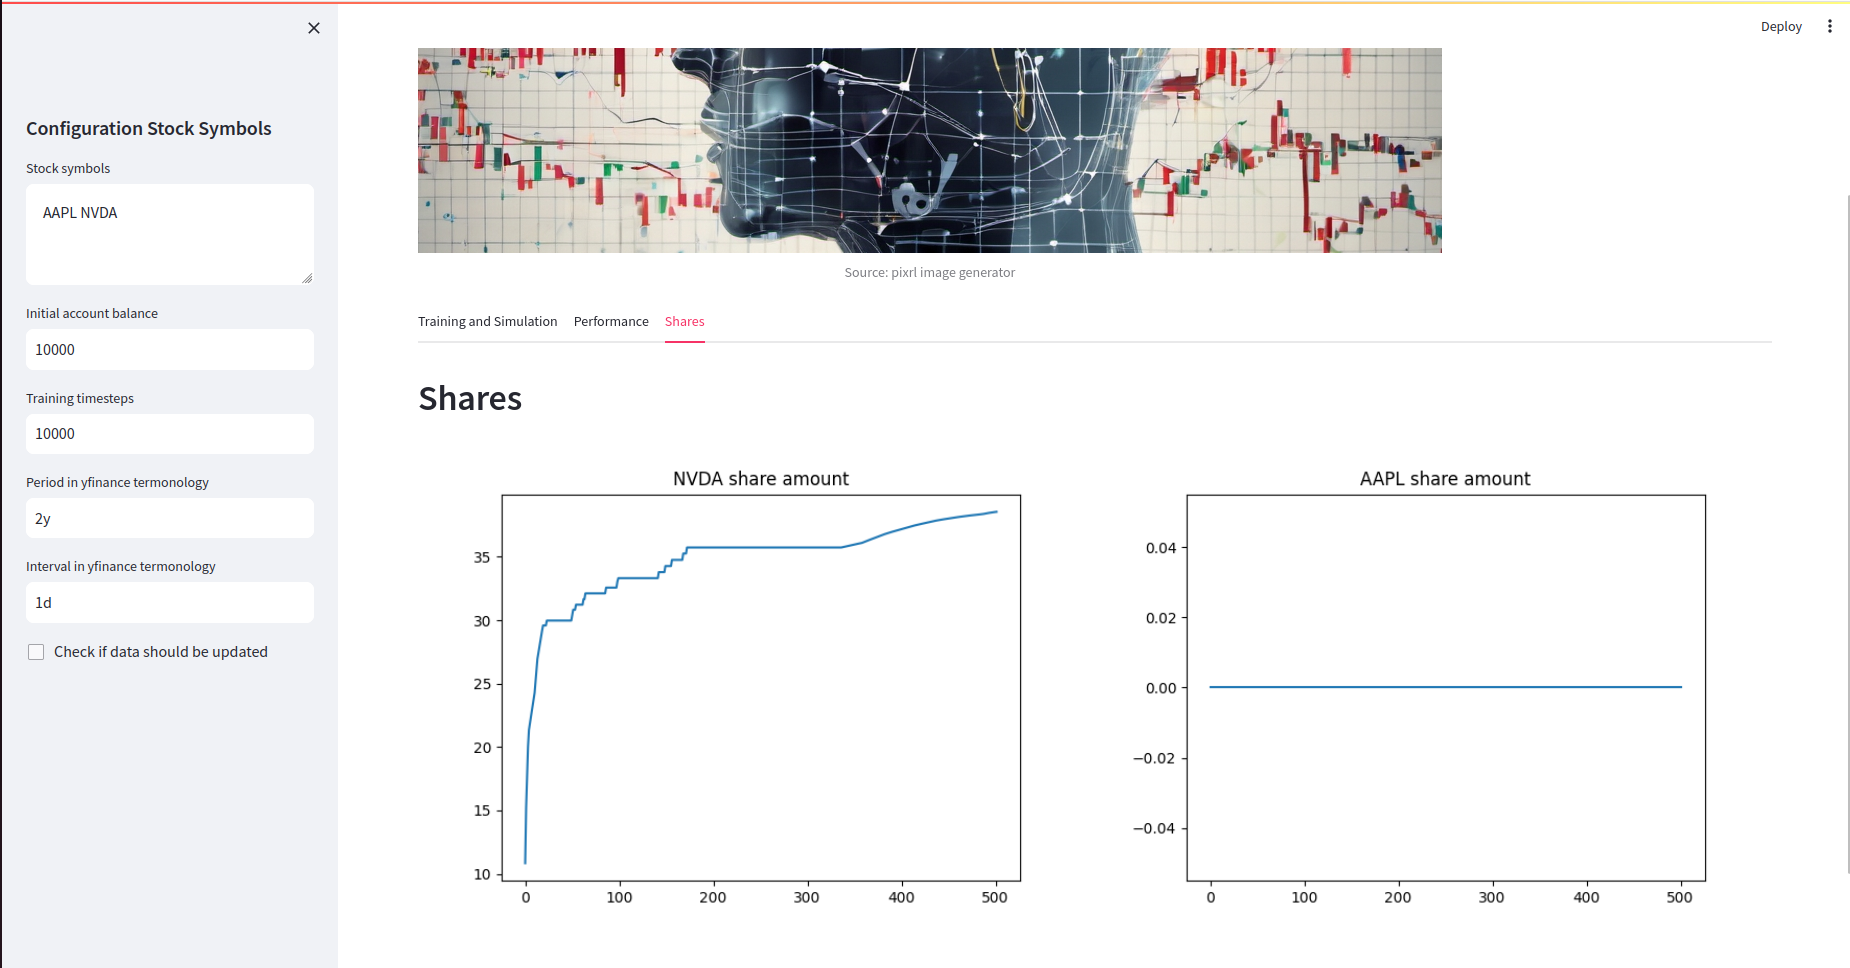 Deploy
Configuration Stock Symbols
Stock symbols
AAPL NVDA
Initial account balance
10000
Training timesteps
10000
Period in yfinance termonology
2y
Interval in yfinance termonology
1d
Check if data should be updated
Source: pixrl image generator
Training and Simulation Performance Shares
Shares
NVDA share amount
35
30
25
20
15
10
0 100 200 300 400 500
AAPL share amount
0.04
0.02
0.00
−0.02
−0.04
0 100 200 300 400 500